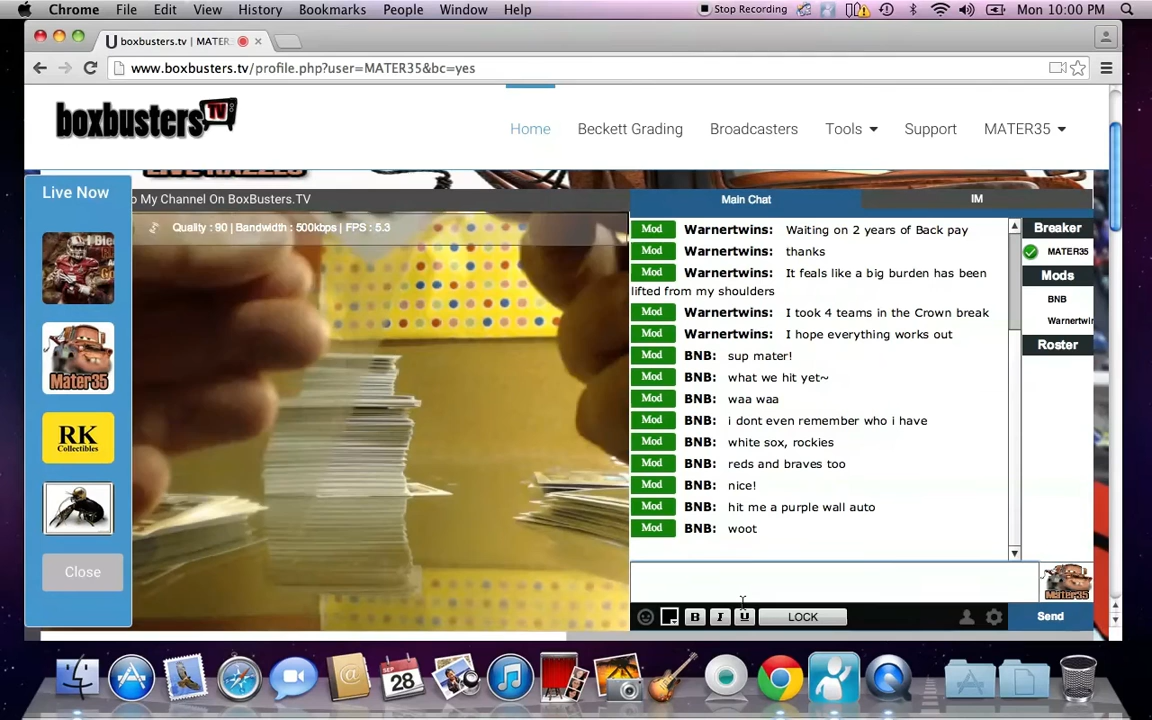 Chrome File Edit View History Bookmarks People Window Help
Stop Recording Mon 10:00 PM
boxbusters.tv | MATER
www.boxbusters.tv/profile.php?user=MATER35&bc=yes
boxbusters TV
Home Beckett Grading Broadcasters Tools Support MATER35
Live Now
My Channel On BoxBusters.TV
Main Chat IM
Quality : 90 | Bandwidth : 500kbps | FPS : 5.3
Mod Warnertwins: Waiting on 2 years of Back pay
Mod Warnertwins: thanks
Mod Warnertwins: It feals like a big burden has been
lifted from my shoulders
Mod Warnertwins: I took 4 teams in the Crown break
Mod Warnertwins: I hope everything works out
Mod BNB: sup mater!
Mod BNB: what we hit yet~
Mod BNB: waa waa
Mod BNB: i dont even remember who i have
Mod BNB: white sox, rockies
Mod BNB: reds and braves too
Mod BNB: nice!
Mod BNB: hit me a purple wall auto
Mod BNB: woot
Breaker
MATER35
Mods
BNB
Warnertwin
Roster
Mater35
RK
Collectibles
Close
B I U LOCK Send
SEP
28